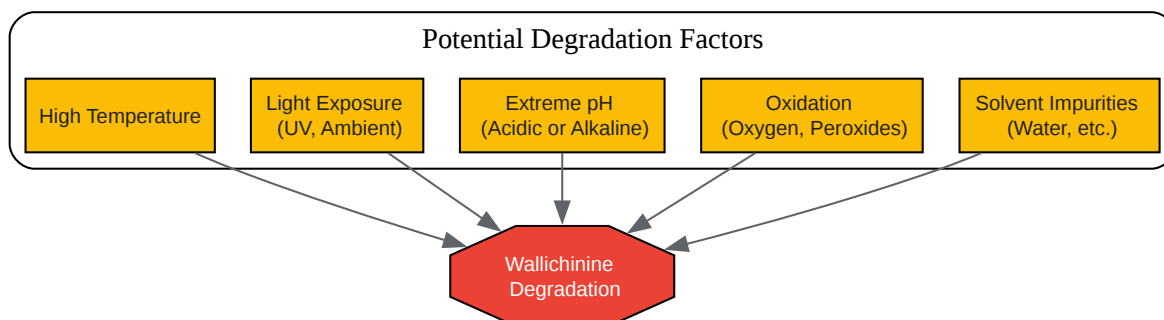 Potential Degradation Factors
High Temperature
Light Exposure
(UV, Ambient)
Extreme pH
(Acidic or Alkaline)
Oxidation
(Oxygen, Peroxides)
Solvent Impurities
(Water, etc.)
Wallichinine
Degradation